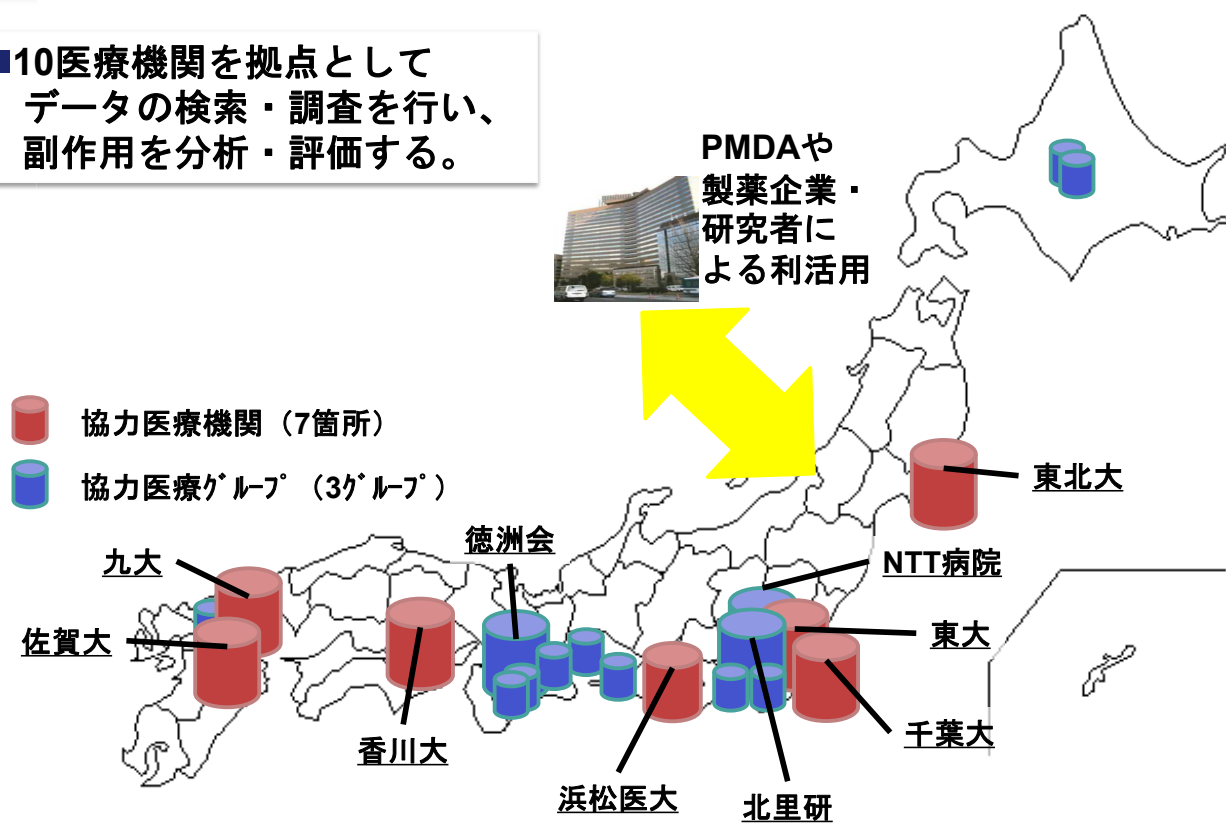 ■10医療機関を拠点として
データの検索・調査を行い、
副作用を分析・評価する。
PMDAや
製薬企業・
研究者に
よる利活用
協力医療機関（7箇所）
協力医療ｸﾞﾙｰﾌﾟ（3ｸﾞﾙｰﾌﾟ）
東北大
徳洲会
九大
NTT病院
佐賀大
東大
千葉大
香川大
浜松医大
北里研